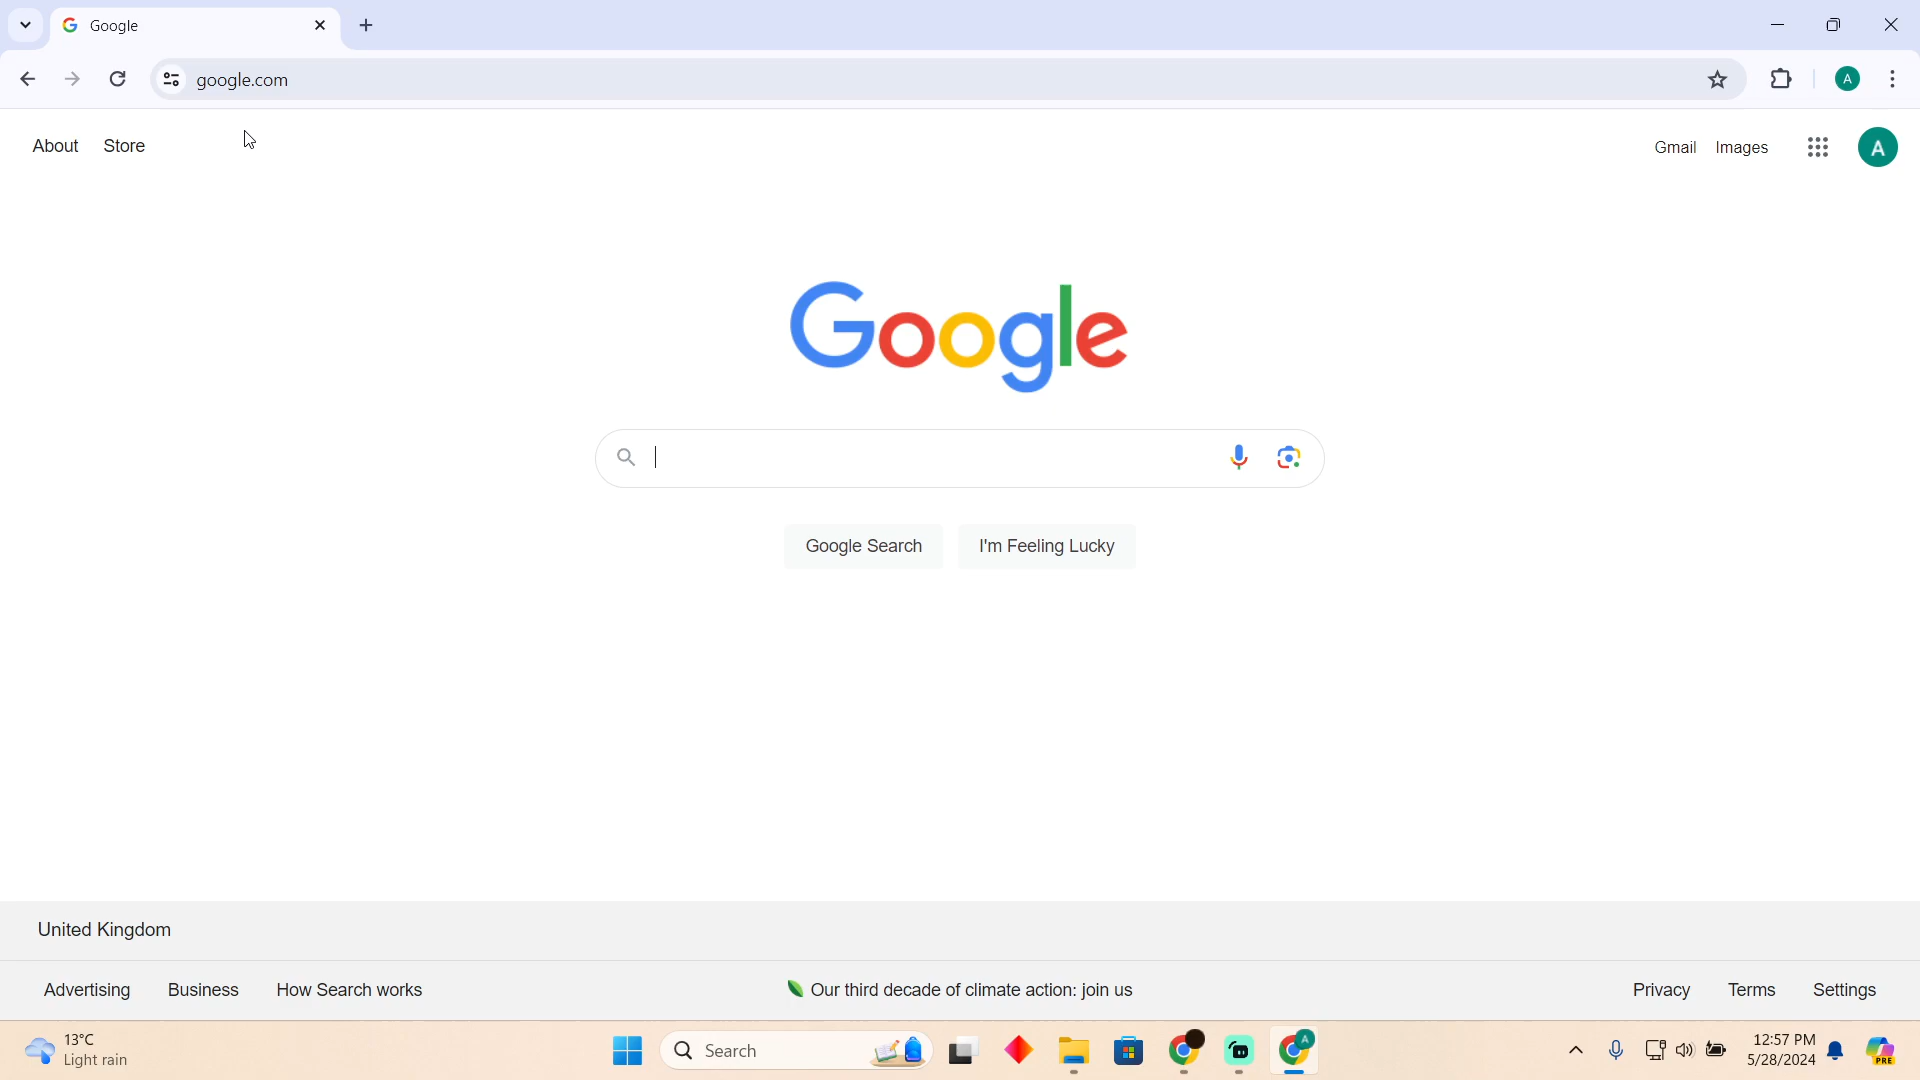 Google
google.com
A
About Store
Gmail Images
A
Google
Google Search I'm Feeling Lucky
United Kingdom
Advertising Business How Search works
Our third decade of climate action: join us
Privacy Terms Settings
13°C
Light rain
Search
A
12:57 PM
5/28/2024
PRE